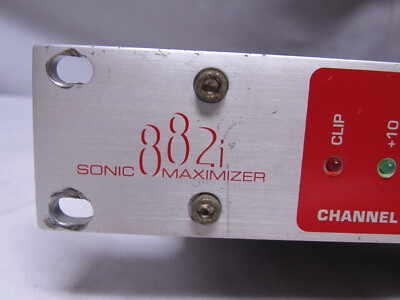 882i
SONIC MAXIMIZER
CLIP
+10
CHANNEL